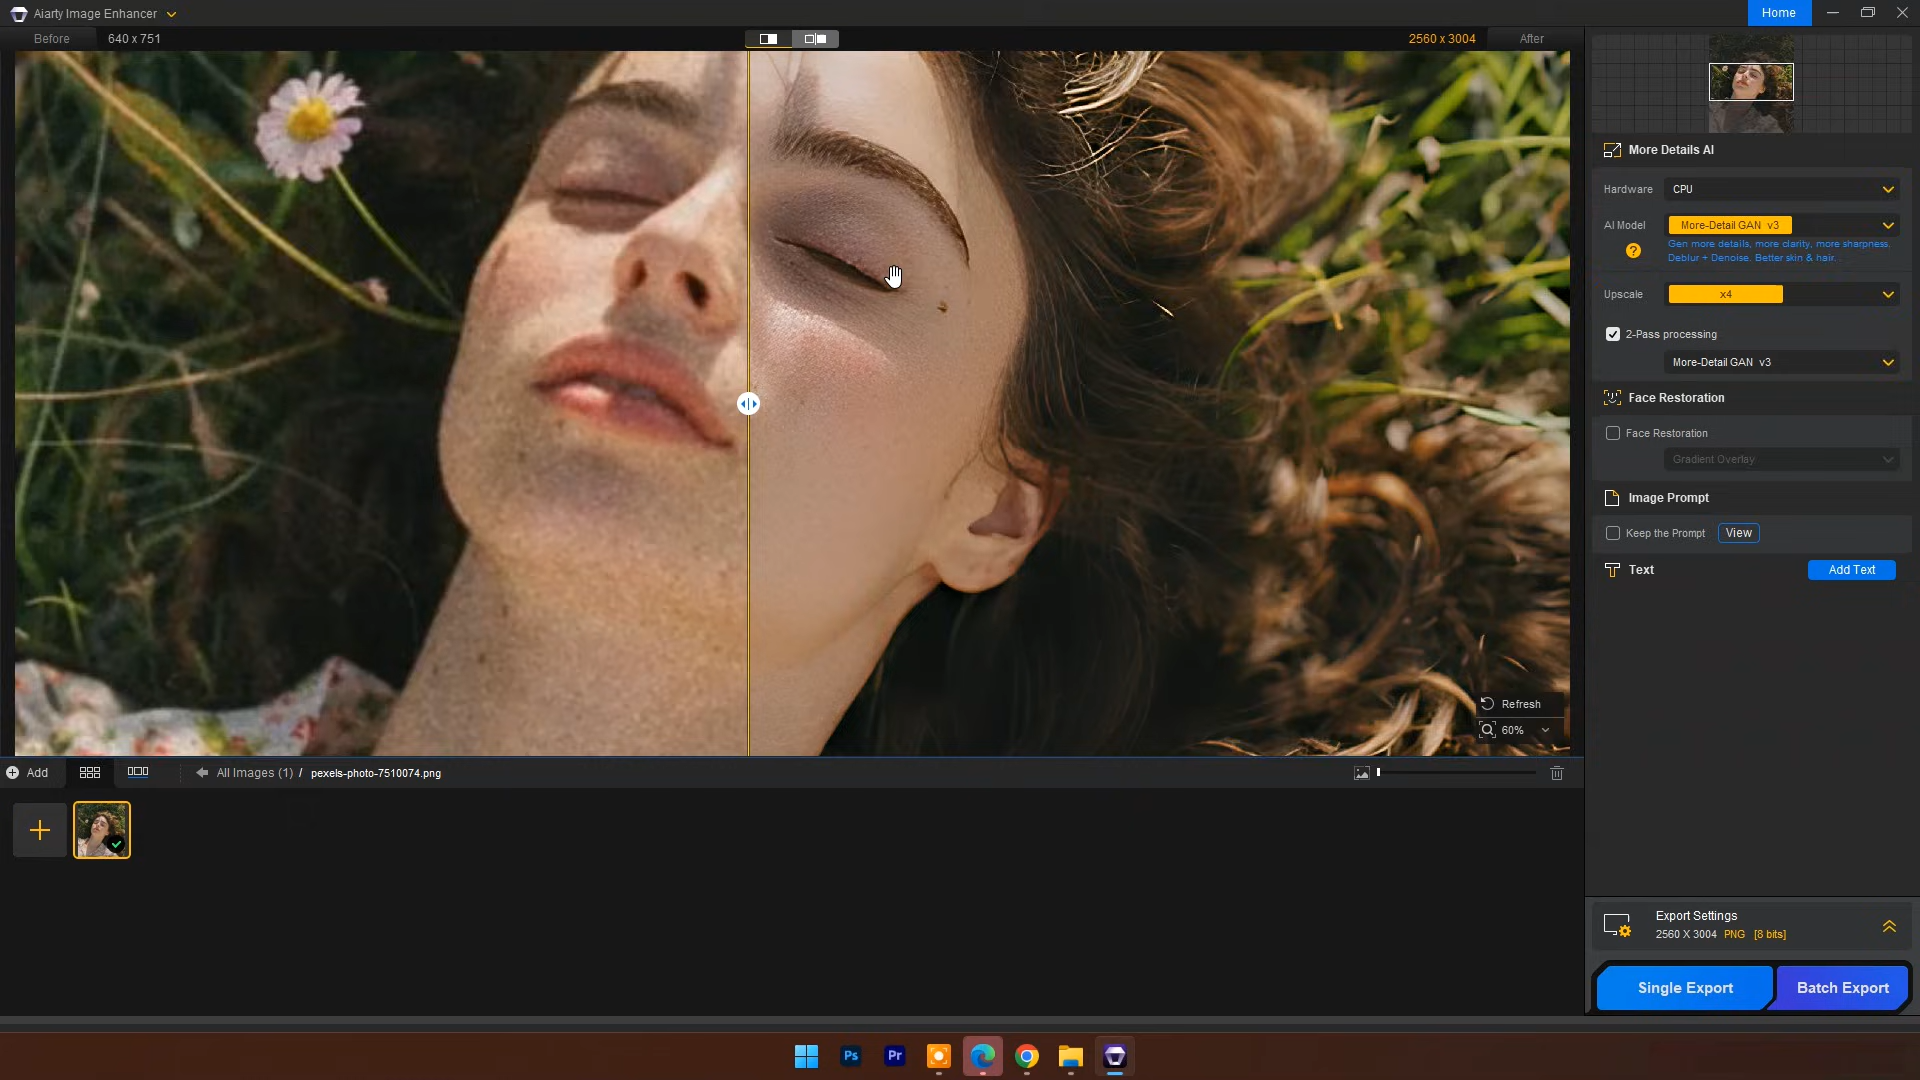 Aiarty Image Enhancer
Home
Before
640 x 751
2560 x 3004
After
More Details AI
Hardware
CPU
AI Model
More-Detail GAN v3
Gen more details, more clarity, more sharpness.
Deblur + Denoise. Better skin & hair.
?
Upscale
x4
2-Pass processing
More-Detail GAN v3
Face Restoration
Face Restoration
Gradient Overlay
Image Prompt
Keep the Prompt
View
Text
Add Text
Refresh
60%
Add
All Images (1) / pexels-photo-7510074.png
Export Settings
2560 X 3004 PNG [8 bits]
Single Export
Batch Export
Ps
Pr